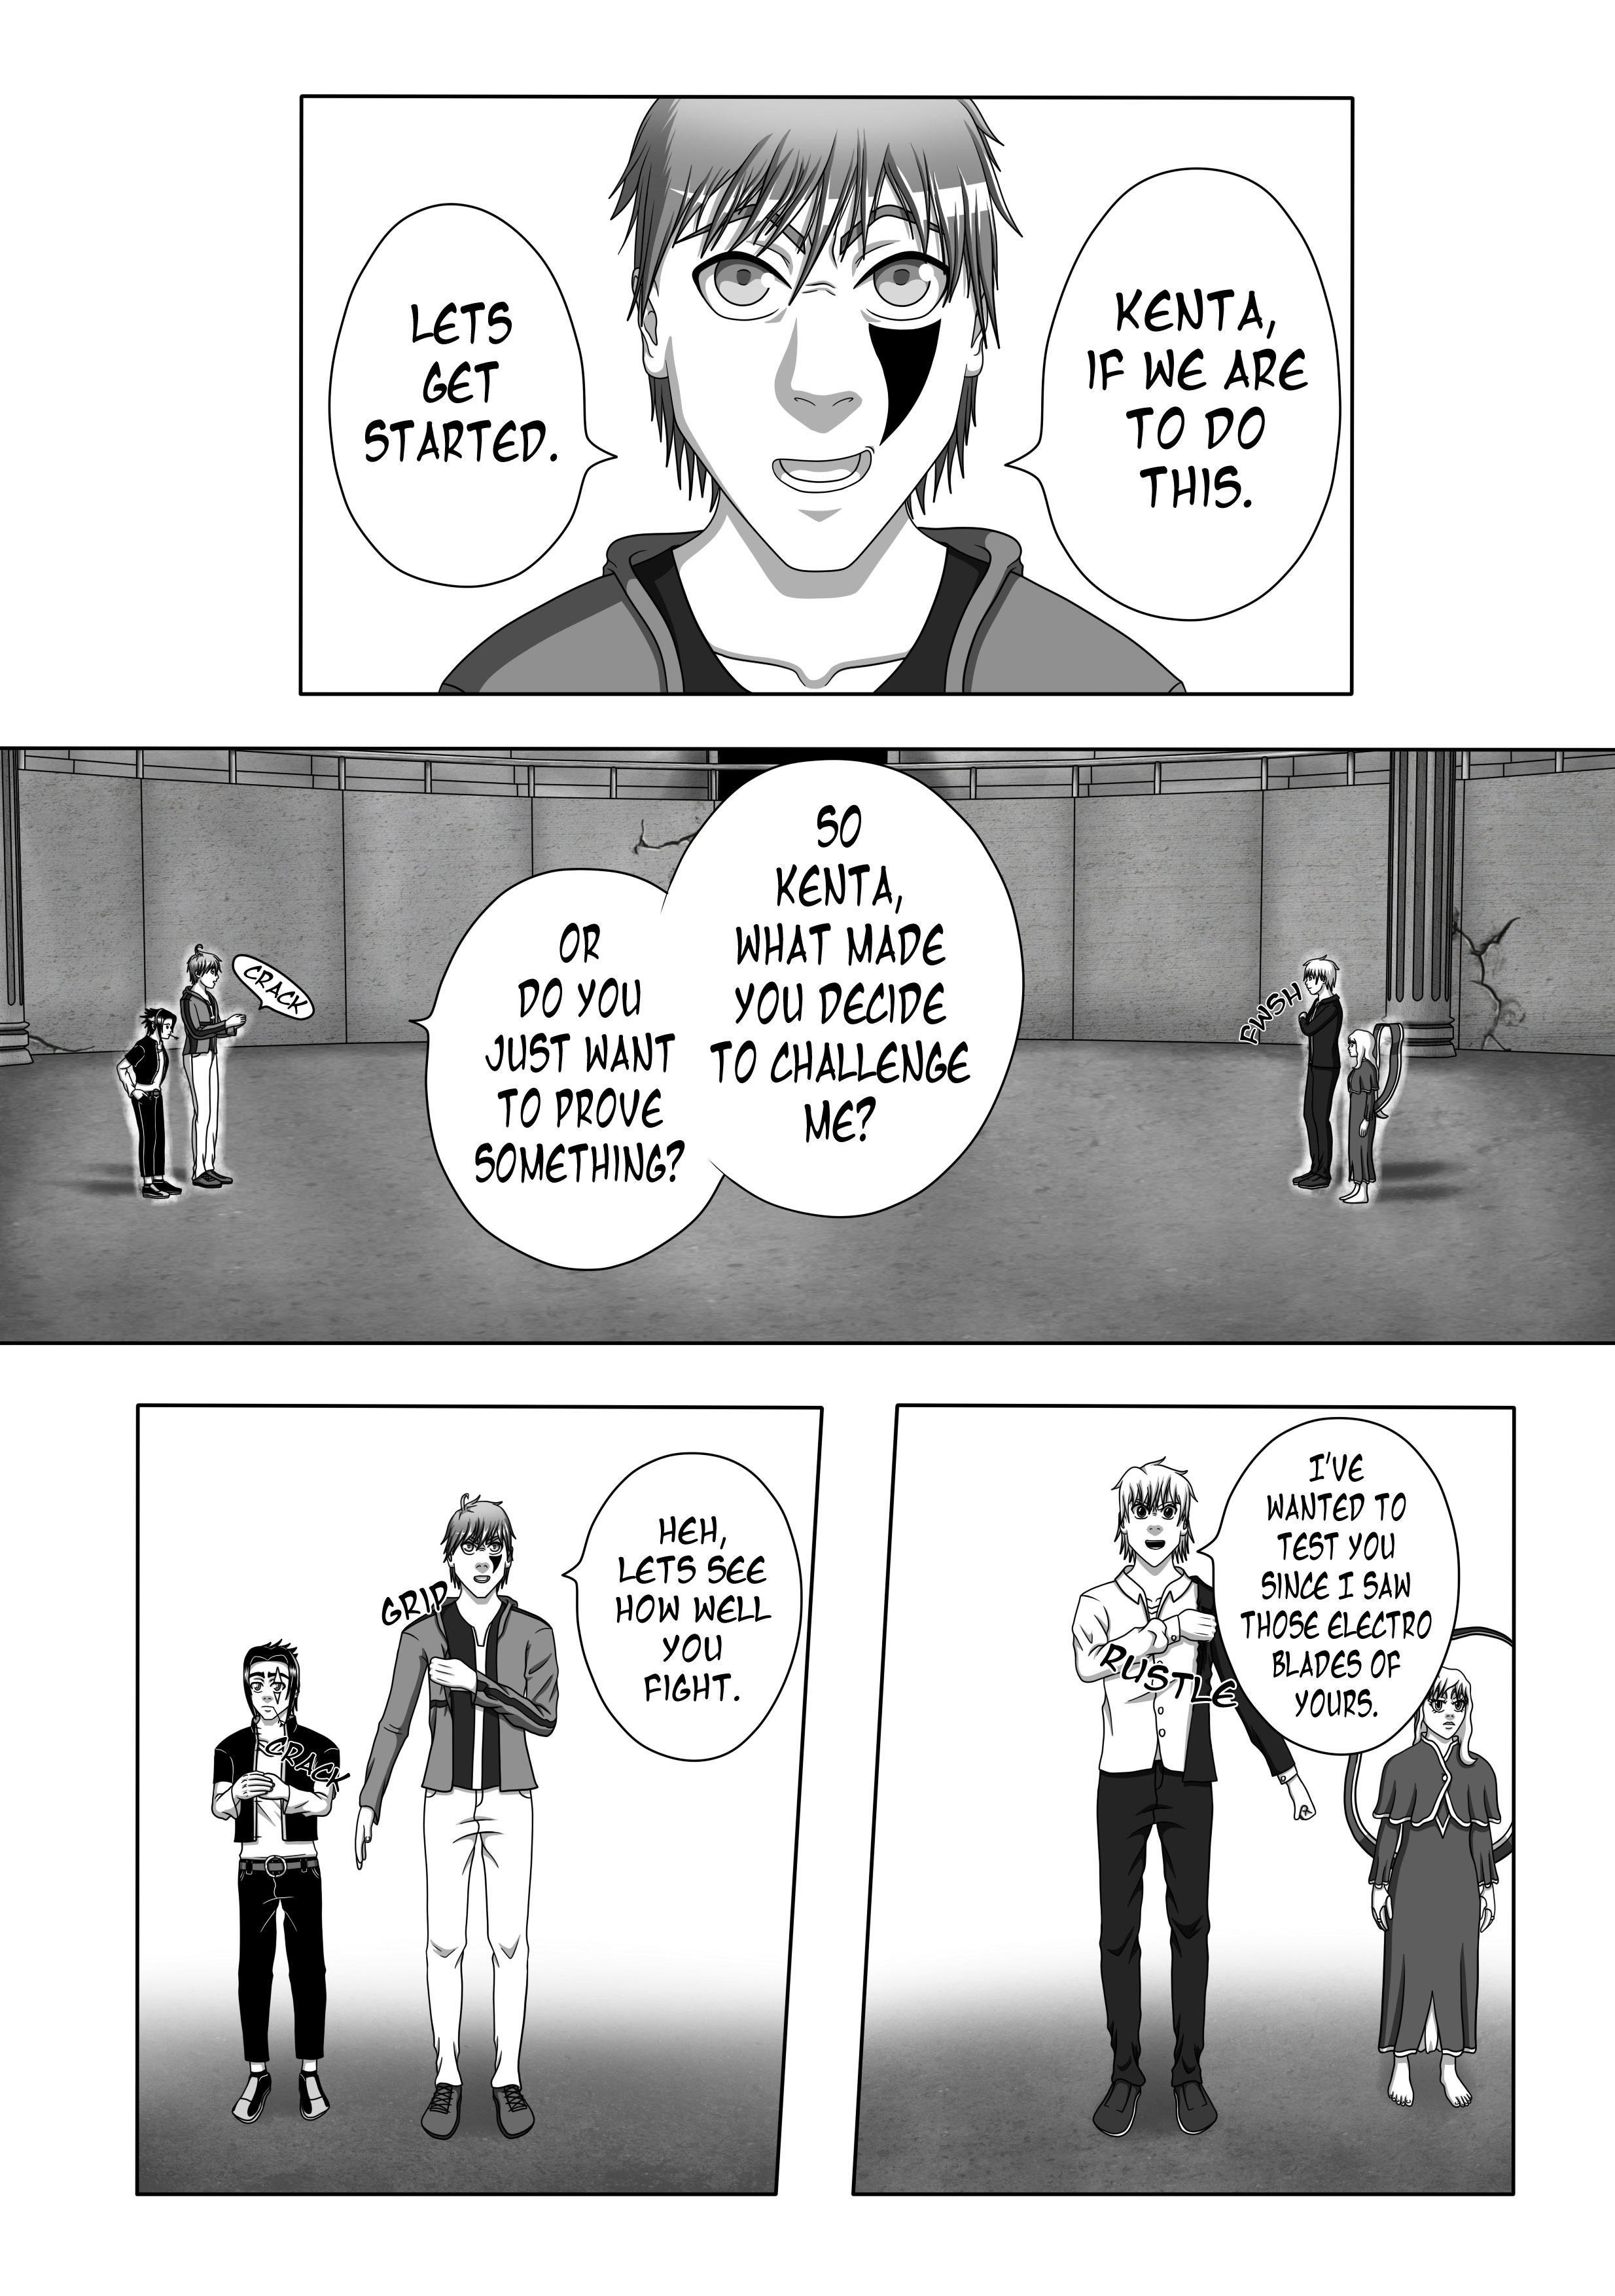 KENTA,
IF WE ARE
TO DO
THIS.
LETS
GET
STARTED.
SO
KENTA,
WHAT MADE
YOU DECIDE
TO CHALLENGE
ME?
OR
DO YOU
JUST WANT
TO PROVE
SOMETHING?
FWSH
CRACK
I'VE
WANTED TO
TEST YOU
SINCE I SAW
THOSE ELECTRO
BLADES OF
YOURS.
RUSTLE
HEH,
LETS SEE
HOW WELL
YOU
FIGHT.
GRIP
CRACK